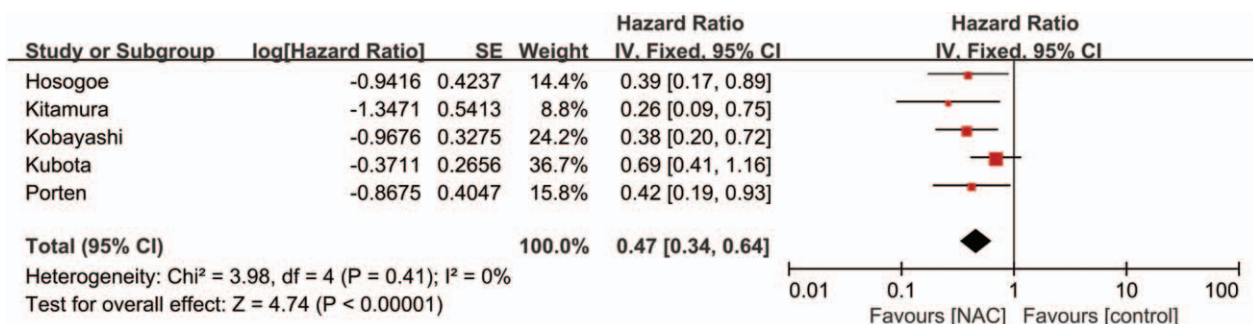 Hazard Ratio Hazard Ratio
Study or Subgroup log[Hazard Ratio] SE Weight IV, Fixed, 95% CI IV, Fixed, 95% CI
Hosogoe -0.9416 0.4237 14.4% 0.39 [0.17, 0.89]
Kitamura -1.3471 0.5413 8.8% 0.26 [0.09, 0.75]
Kobayashi -0.9676 0.3275 24.2% 0.38 [0.20, 0.72]
Kubota -0.3711 0.2656 36.7% 0.69 [0.41, 1.16]
Porten -0.8675 0.4047 15.8% 0.42 [0.19, 0.93]
Total (95% CI) 100.0% 0.47 [0.34, 0.64]
Heterogeneity: Chi² = 3.98, df = 4 (P = 0.41); I² = 0%
Test for overall effect: Z = 4.74 (P < 0.00001)
0.01 0.1 1 10 100
Favours [NAC] Favours [control]